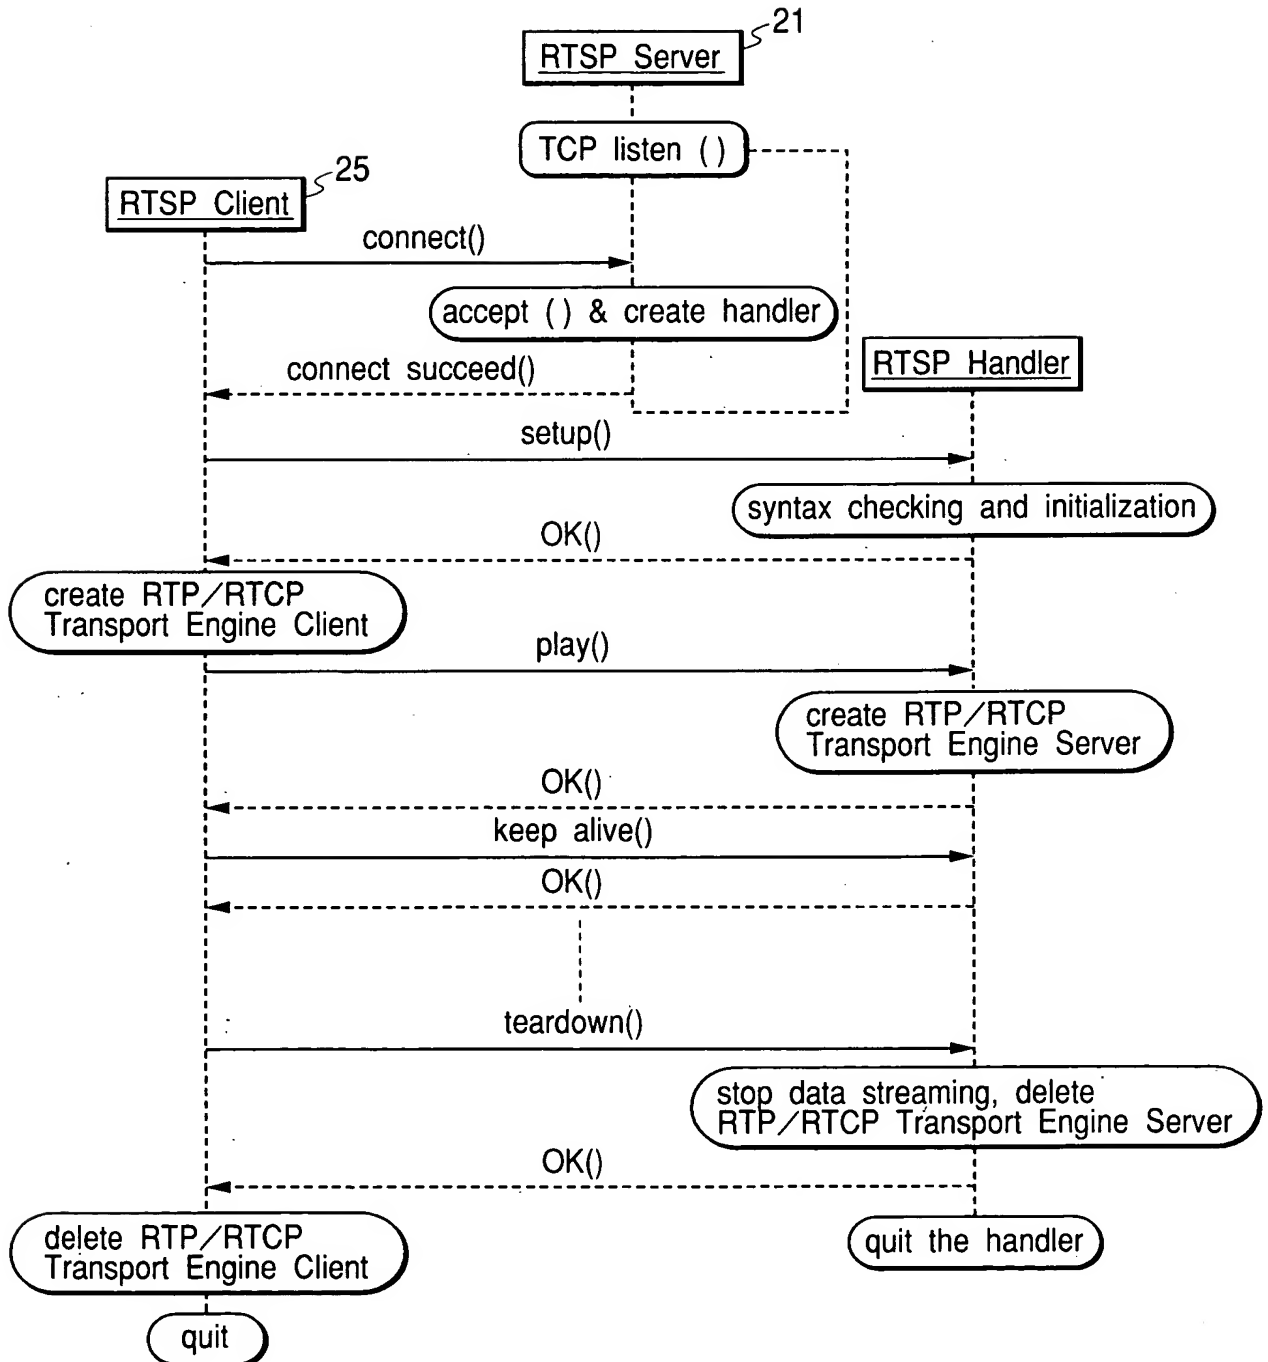 21
RTSP Server
TCP listen ( )
25
RTSP Client
connect()
accept ( ) & create handler
RTSP Handler
connect succeed()
setup()
syntax checking and initialization
OK()
create RTP/RTCP
Transport Engine Client
play()
create RTP/RTCP
Transport Engine Server
OK()
keep alive()
OK()
teardown()
stop data streaming, delete
RTP/RTCP Transport Engine Server
OK()
delete RTP/RTCP
Transport Engine Client
quit the handler
quit